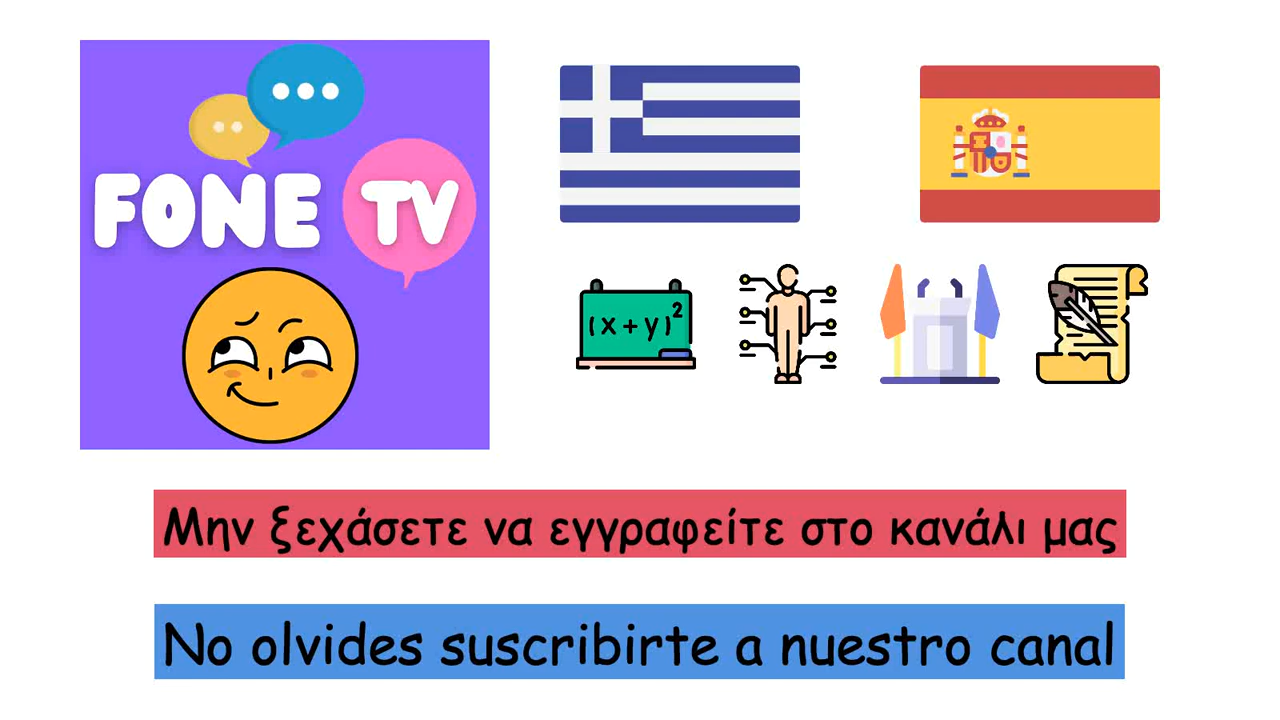 FONE TV
(x + y)²
Μην ξεχάσετε να εγγραφείτε στο κανάλι μας
No olvides suscribirte a nuestro canal